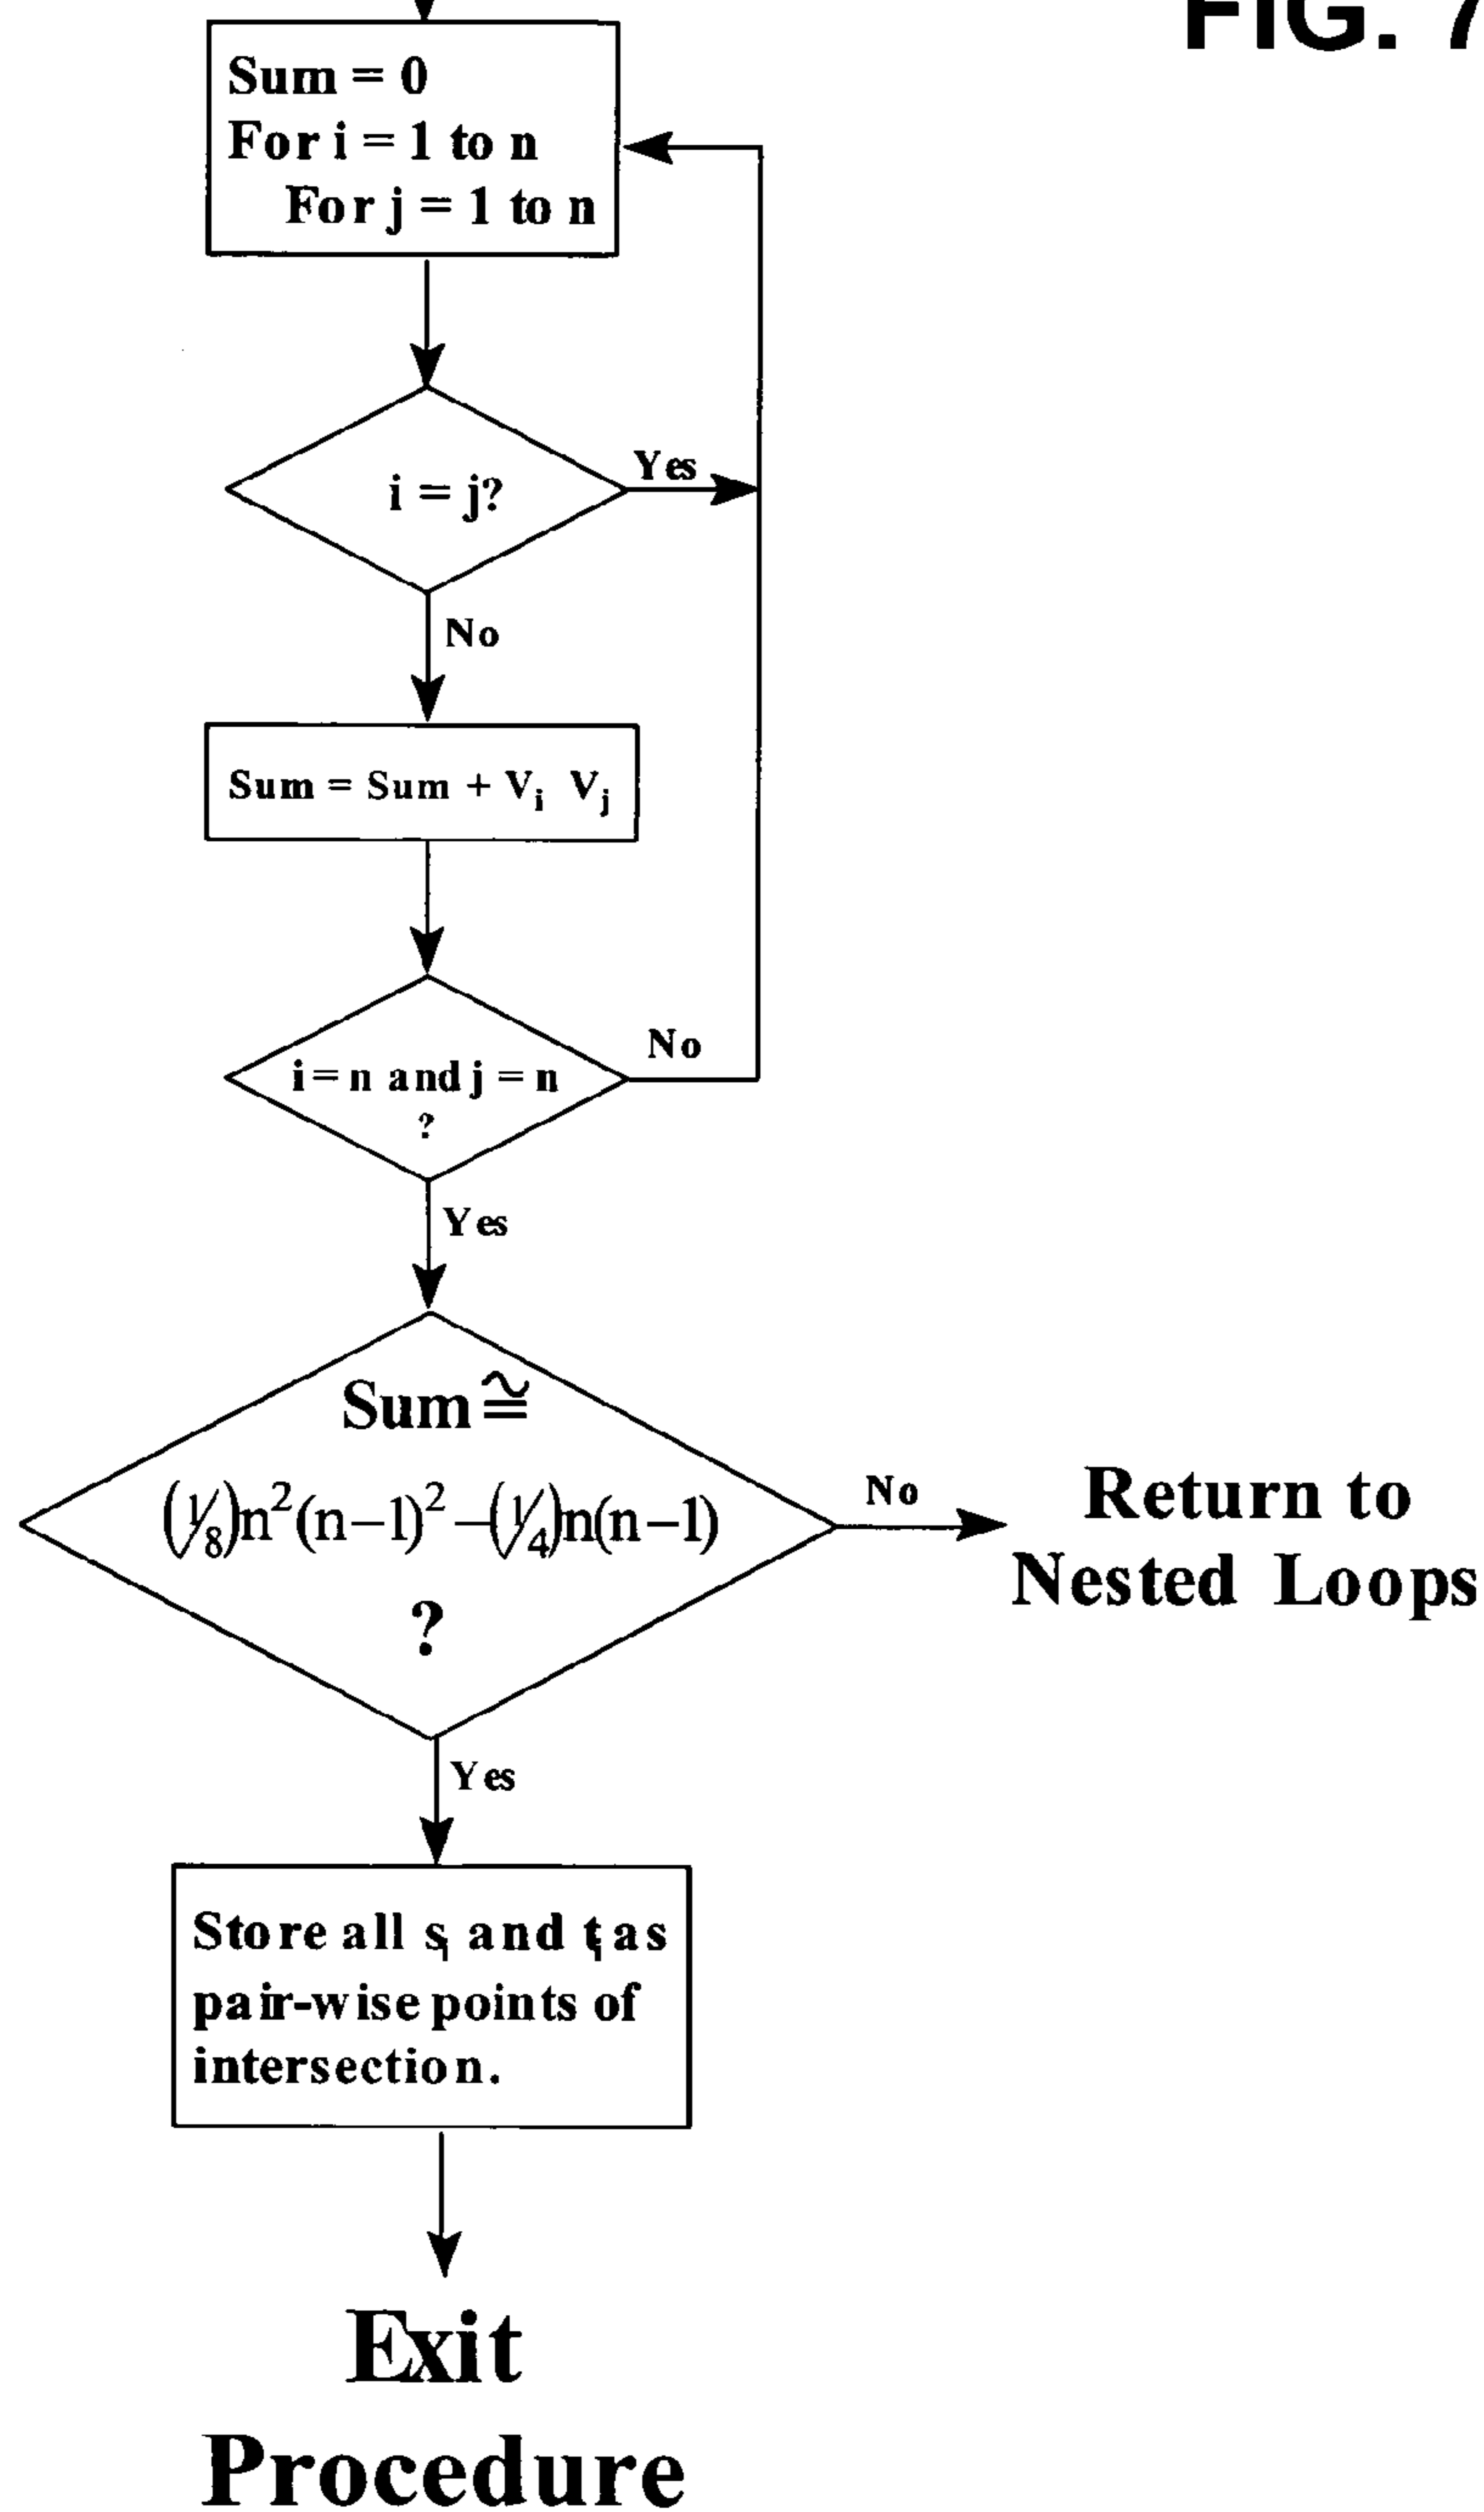 FIG. 7
Sum = 0
For i = 1 to n
For j = 1 to n
i = j?
Yes
No
Sum = Sum + V_i V_j
i = n and j = n
?
No
Yes
Sum ≅
(1/8)n²(n−1)² −(1/4)n(n−1)
?
No
Return to
Nested Loops
Yes
Store all s_i and t_i as
pair-wise points of
intersection.
Exit
Procedure